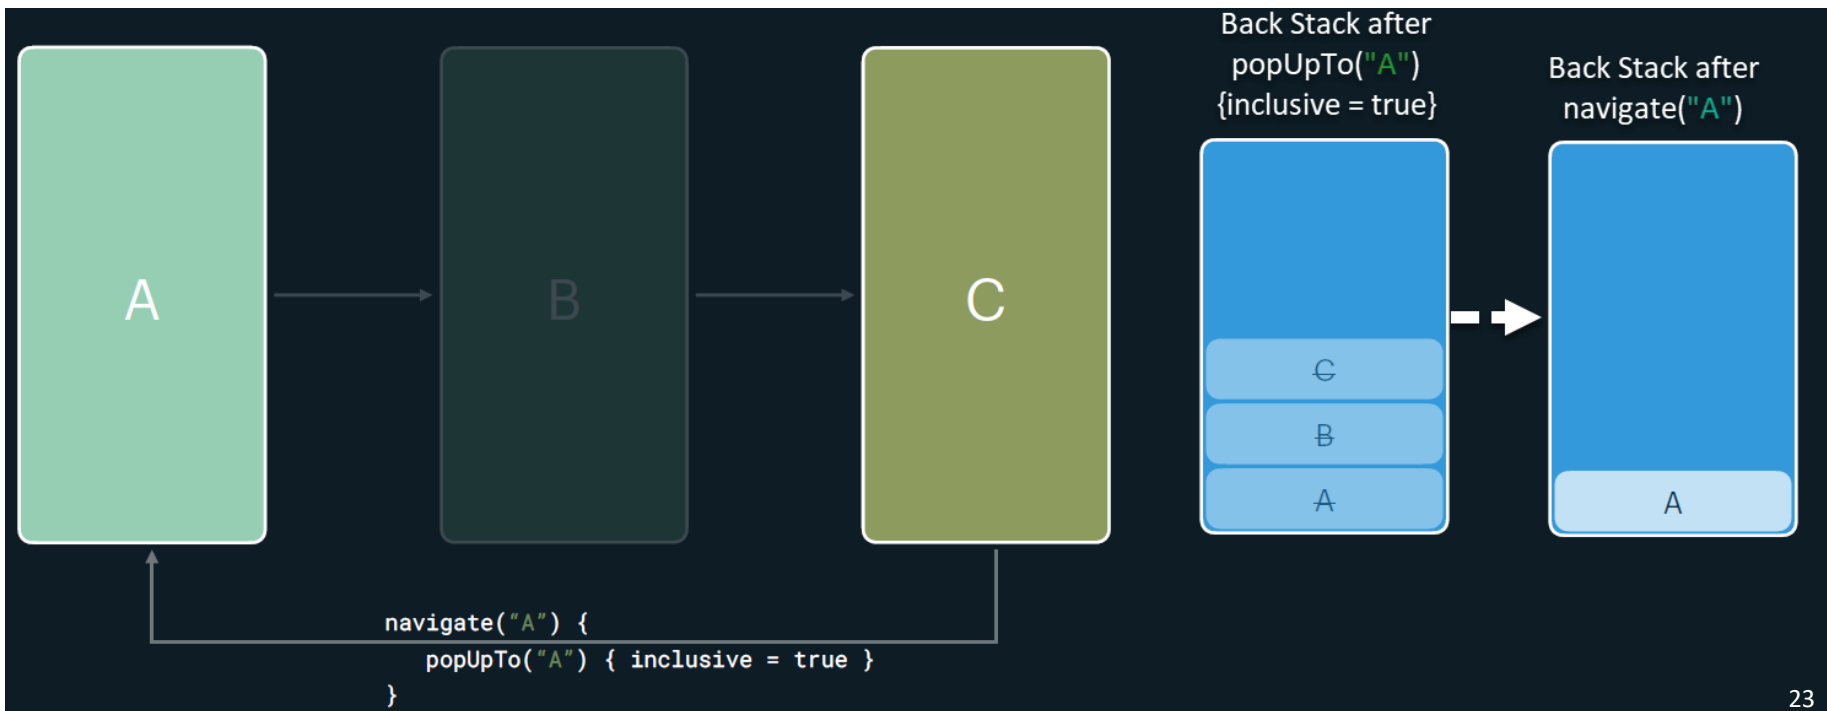 A
B
C
navigate(“A”) {
popUpTo(“A”) { inclusive = true }
}
Back Stack after
popUpTo("A")
{inclusive = true}
C
B
A
Back Stack after
navigate("A")
A
23